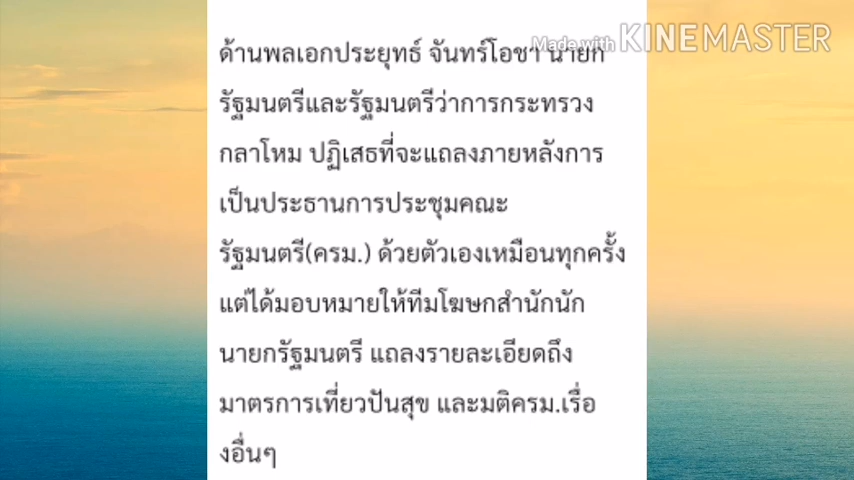 Made with KINEMASTER
ด้านพลเอกประยุทธ์ จันทร์โอชา นายก
รัฐมนตรีและรัฐมนตรีว่าการกระทรวง
กลาโหม ปฏิเสธที่จะแถลงภายหลังการ
เป็นประธานการประชุมคณะ
รัฐมนตรี(ครม.) ด้วยตัวเองเหมือนทุกครั้ง
แต่ได้มอบหมายให้ทีมโฆษกสำนักนัก
นายกรัฐมนตรี แถลงรายละเอียดถึง
มาตรการเที่ยวปันสุข และมติครม.เรื่อ
งอื่นๆ